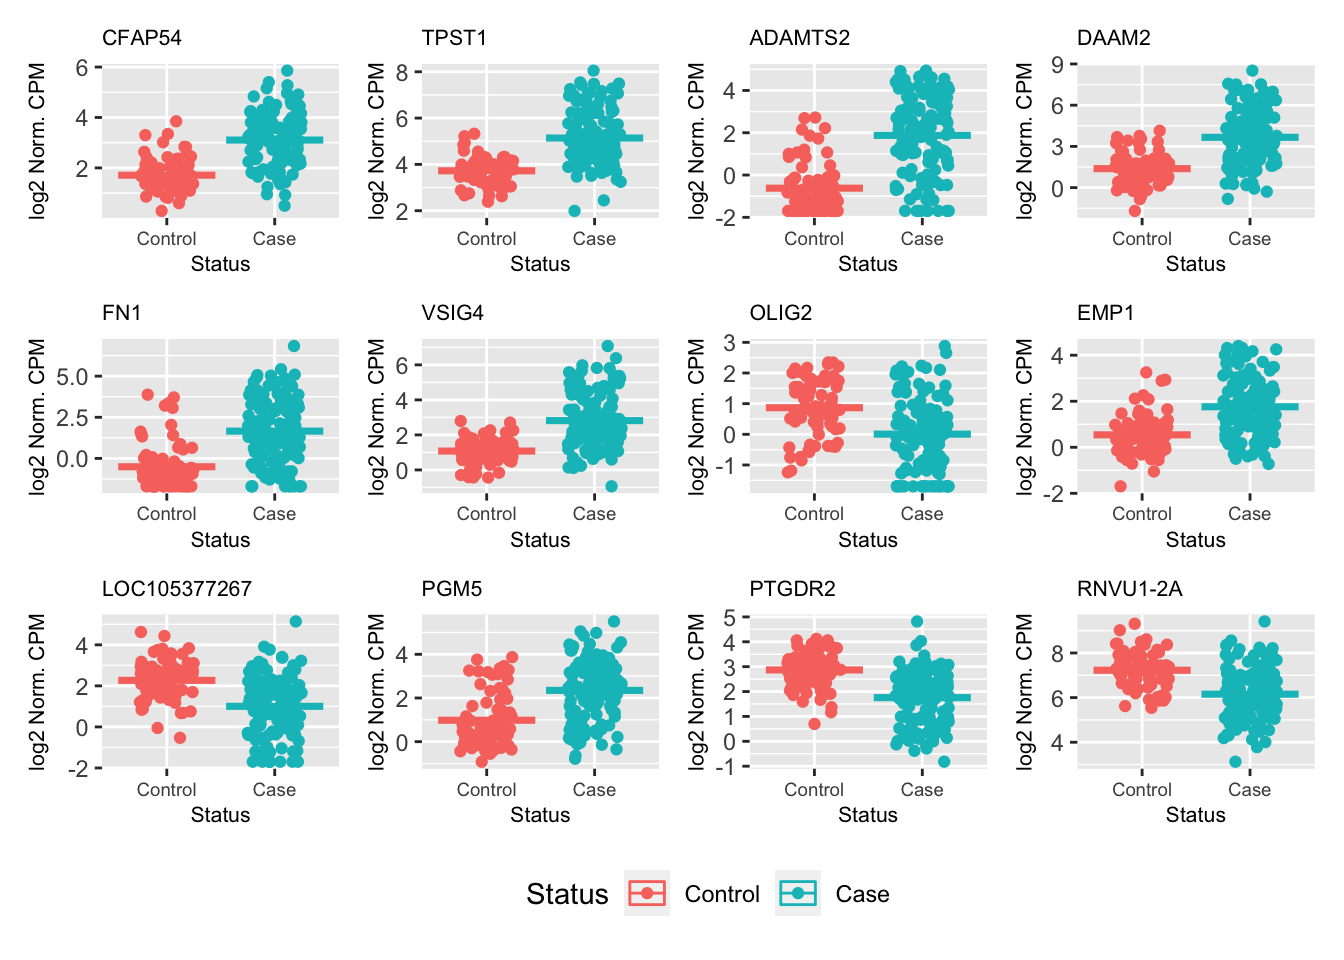 CFAP54 TPST1 ADAMTS2 DAAM2
log2 Norm. CPM log2 Norm. CPM log2 Norm. CPM log2 Norm. CPM
6 8 4 9
4 6 2 6
2 4 0 3
2 -2 0
Control Case Control Case Control Case Control Case
Status Status Status Status
FN1 VSIG4 OLIG2 EMP1
log2 Norm. CPM log2 Norm. CPM log2 Norm. CPM log2 Norm. CPM
5.0 6 3 4
2.5 4 2 2
0.0 2 1 0
0 0 -2
-1
Control Case Control Case Control Case Control Case
Status Status Status Status
LOC105377267 PGM5 PTGDR2 RNVU1-2A
log2 Norm. CPM log2 Norm. CPM log2 Norm. CPM log2 Norm. CPM
4 4 5 8
2 2 4 6
0 0 3 4
-2 2
1
0
-1
Control Case Control Case Control Case Control Case
Status Status Status Status
Status Control Case